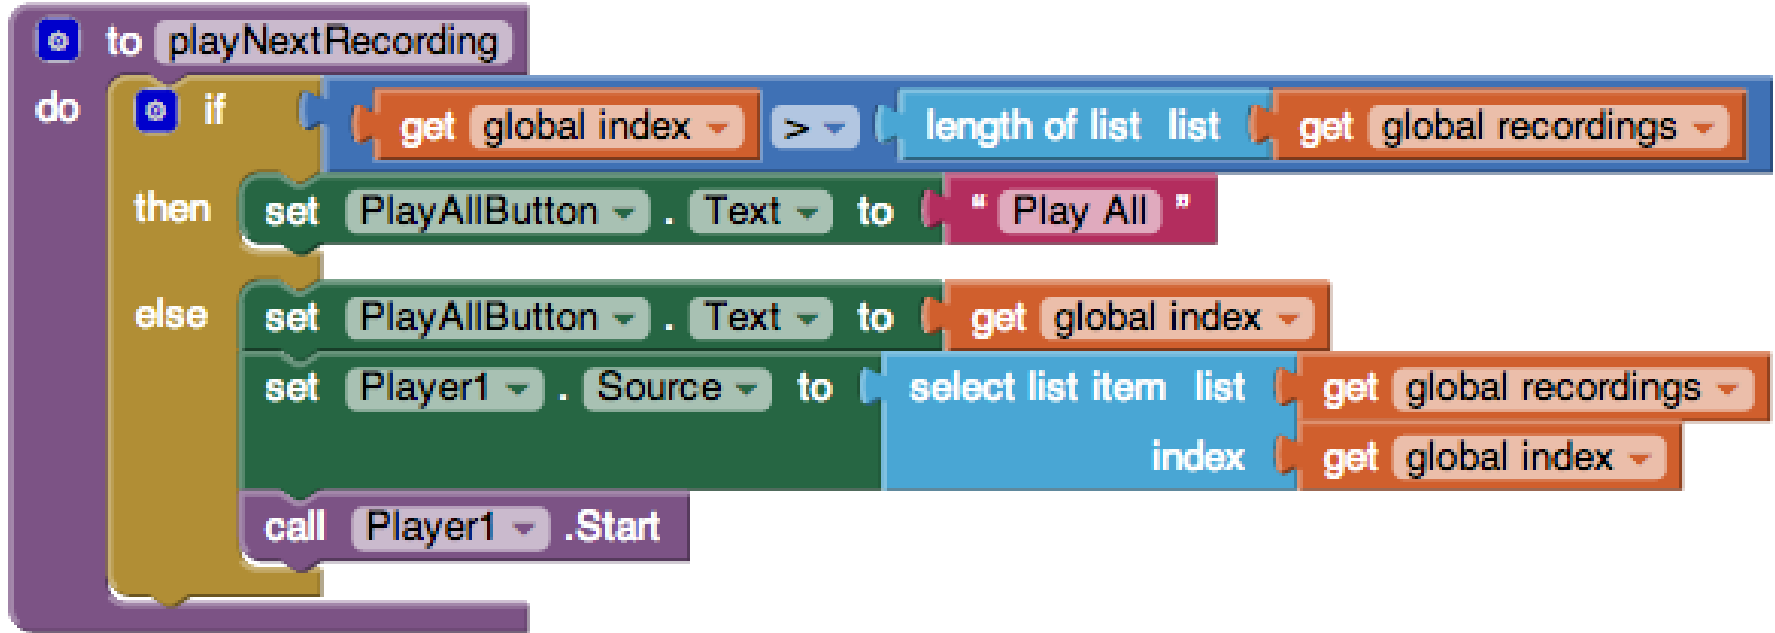 to playNextRecording
do if get global index > length of list list get global recordings
then set PlayAllButton . Text to " Play All "
else set PlayAllButton . Text to get global index
set Player1 . Source to select list item list get global recordings
index get global index
call Player1 .Start